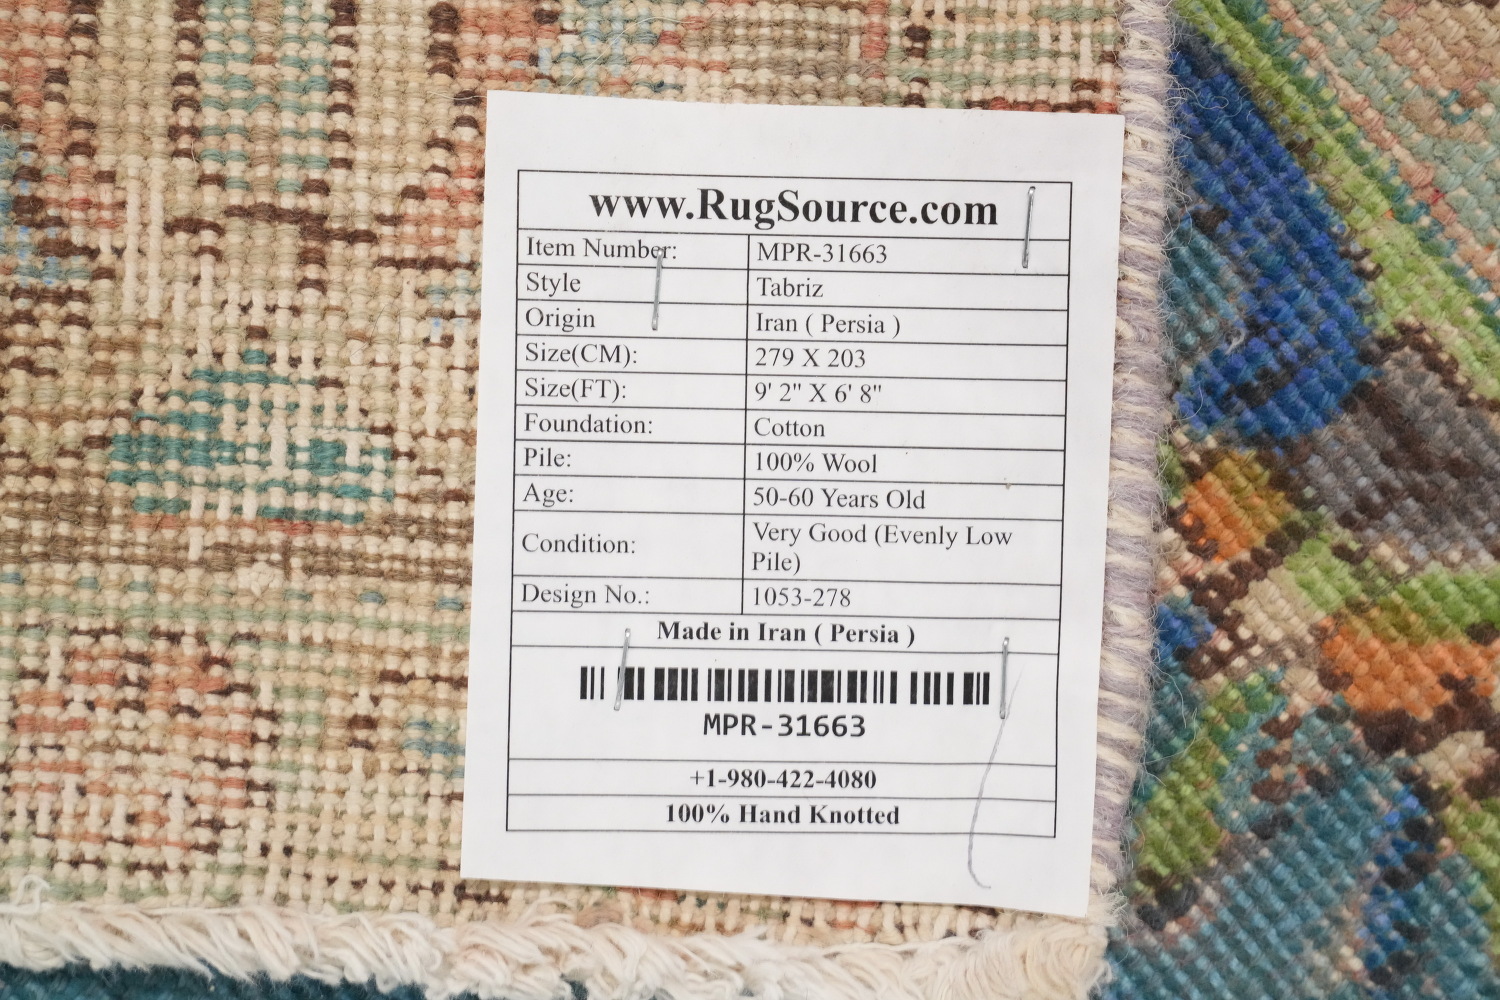 www.RugSource.com
Item Number: MPR-31663
Style Tabriz
Origin Iran ( Persia )
Size(CM): 279 X 203
Size(FT): 9' 2" X 6' 8"
Foundation: Cotton
Pile: 100% Wool
Age: 50-60 Years Old
Condition: Very Good (Evenly Low
Pile)
Design No.: 1053-278
Made in Iran ( Persia )
MPR-31663
+1-980-422-4080
100% Hand Knotted